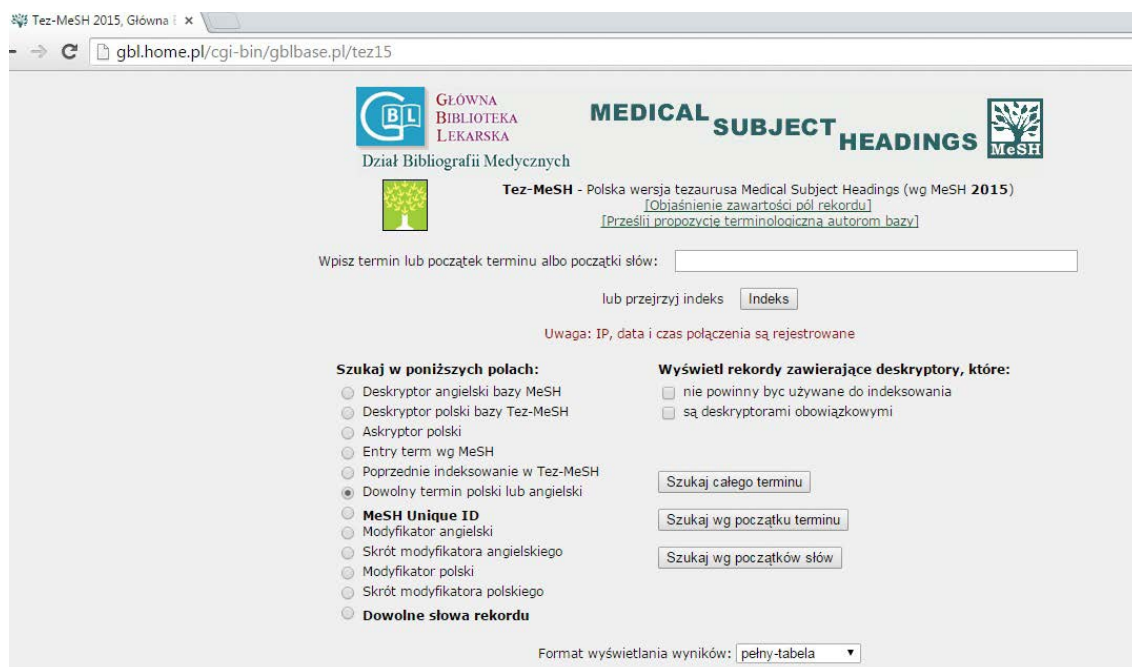 Tez-MeSH 2015, Główna
gbl.home.pl/cgi-bin/gblbase.pl/tez15
GBL
GŁÓWNA
BIBLIOTEKA
LEKARSKA
Dział Bibliografii Medycznych
MEDICAL SUBJECT HEADINGS
MeSH
Tez-MeSH - Polska wersja tezaurusa Medical Subject Headings (wg MeSH 2015)
[Objaśnienie zawartości pól rekordu]
[Prześlij propozycję terminologiczną autorom bazy]
Wpisz termin lub początek terminu albo początki słów:
lub przejrzyj indeks Indeks
Uwaga: IP, data i czas połączenia są rejestrowane
Szukaj w poniższych polach:
Deskryptor angielski bazy MeSH
Deskryptor polski bazy Tez-MeSH
Askryptor polski
Entry term wg MeSH
Poprzednie indeksowanie w Tez-MeSH
Dowolny termin polski lub angielski
MeSH Unique ID
Modyfikator angielski
Skrót modyfikatora angielskiego
Modyfikator polski
Skrót modyfikatora polskiego
Dowolne słowa rekordu
Wyświetl rekordy zawierające deskryptory, które:
nie powinny byc używane do indeksowania
są deskryptorami obowiązkowymi
Szukaj całego terminu
Szukaj wg początku terminu
Szukaj wg początków słów
Format wyświetlania wyników: pełny-tabela